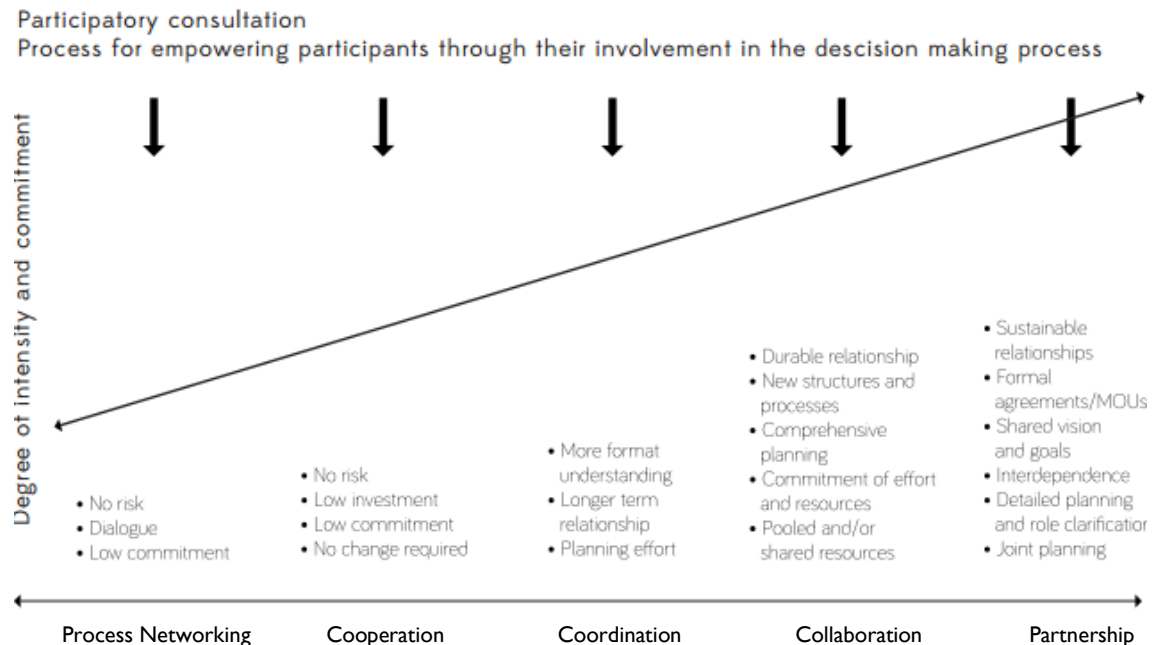 Participatory consultation
Process for empowering participants through their involvement in the descision making process
Degree of intensity and commitment
• No risk
• Dialogue
• Low commitment
• No risk
• Low investment
• Low commitment
• No change required
• More format
understanding
• Longer term
relationship
• Planning effort
• Durable relationship
• New structures and
processes
• Comprehensive
planning
• Commitment of effort
and resources
• Pooled and/or
shared resources
• Sustainable
relationships
• Formal
agreements/MOUs
• Shared vision
and goals
• Interdependence
• Detailed planning
and role clarification
• Joint planning
Process Networking
Cooperation
Coordination
Collaboration
Partnership